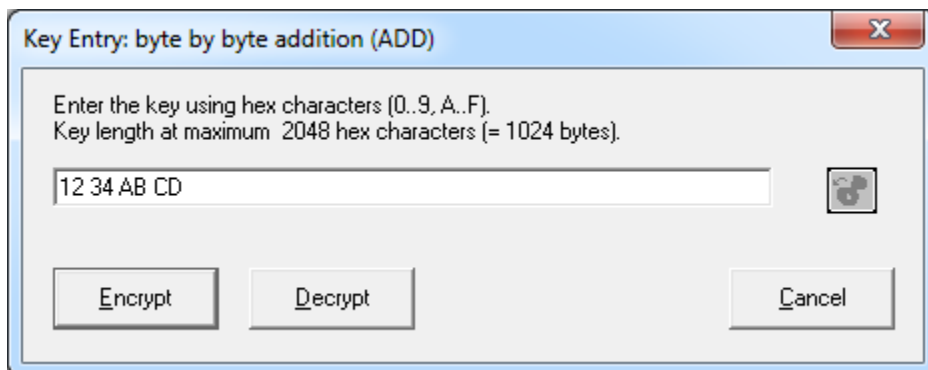 Key Entry: byte by byte addition (ADD)
Enter the key using hex characters (0..9, A..F).
Key length at maximum  2048 hex characters (= 1024 bytes).
12 34 AB CD
Encrypt
Decrypt
Cancel